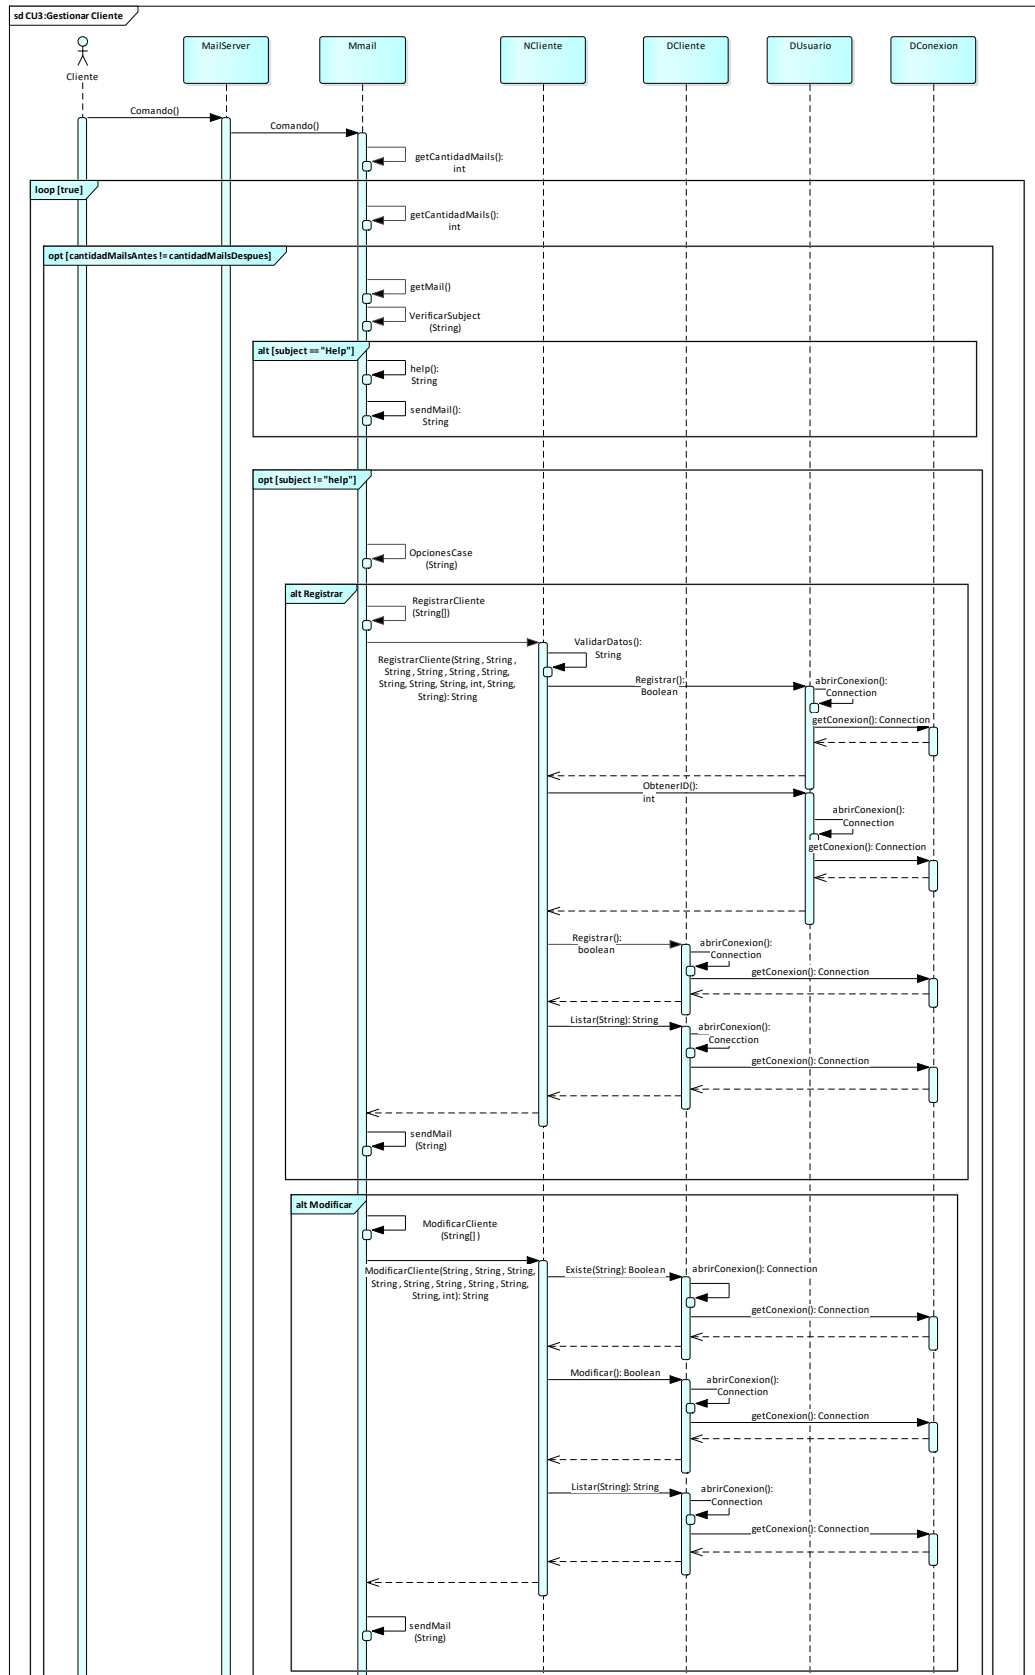 sd CU3:Gestionar Cliente
Cliente
MailServer
Mmail
NCliente
DCliente
DUsuario
DConexion
Comando()
Comando()
getCantidadMails():
int
loop [true]
getCantidadMails():
int
opt [cantidadMailsAntes != cantidadMailsDespues]
getMail()
VerificarSubject
(String)
alt [subject == "Help"]
help():
String
sendMail():
String
opt [subject != "help"]
OpcionesCase
(String)
alt Registrar
RegistrarCliente
(String[])
RegistrarCliente(String, String,
String, String, String, String,
String, String, String, int, String,
String): String
ValidarDatos():
String
Registrar():
Boolean
abrirConexion():
Connection
getConexion(): Connection
ObtenerID():
int
abrirConexion():
Connection
getConexion(): Connection
Registrar():
boolean
abrirConexion():
Connection
getConexion(): Connection
Listar(String): String
abrirConexion():
Conecction
getConexion(): Connection
sendMail
(String)
alt Modificar
ModificarCliente
(String[] )
ModificarCliente(String, String, String,
String, String, String, String, String,
String, int): String
Existe(String): Boolean
abrirConexion(): Connection
getConexion(): Connection
Modificar(): Boolean
abrirConexion():
Connection
getConexion(): Connection
Listar(String): String
abrirConexion():
Connection
getConexion(): Connection
sendMail
(String)